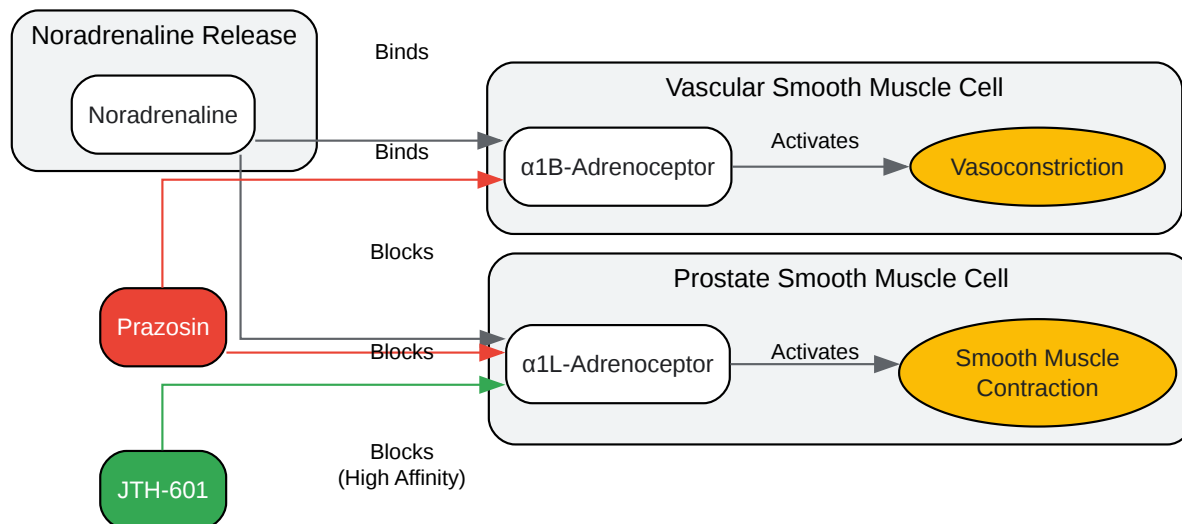 Noradrenaline Release
Noradrenaline
Binds
Binds
Blocks
Blocks
Blocks
(High Affinity)
Prazosin
JTH-601
Vascular Smooth Muscle Cell
α1B-Adrenoceptor
Activates
Vasoconstriction
Prostate Smooth Muscle Cell
α1L-Adrenoceptor
Activates
Smooth Muscle
Contraction